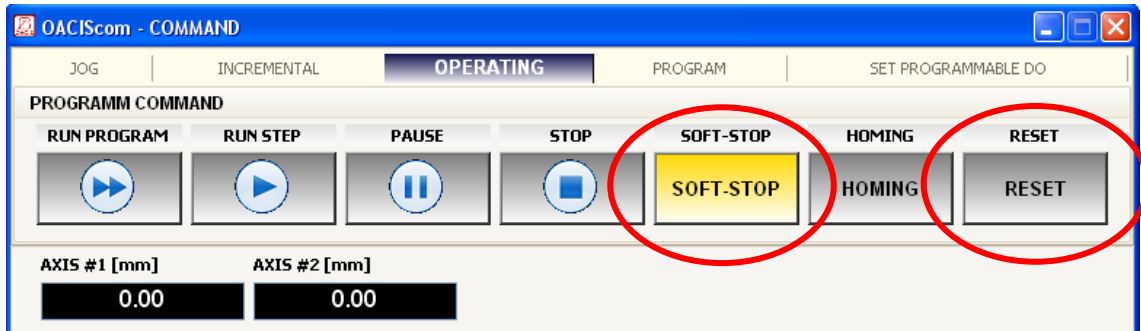 OACIScom - COMMAND
JOG INCREMENTAL OPERATING PROGRAM SET PROGRAMMABLE DO
PROGRAMM COMMAND
RUN PROGRAM RUN STEP PAUSE STOP SOFT-STOP HOMING RESET
SOFT-STOP HOMING RESET
AXIS #1 [mm] AXIS #2 [mm]
0.00 0.00